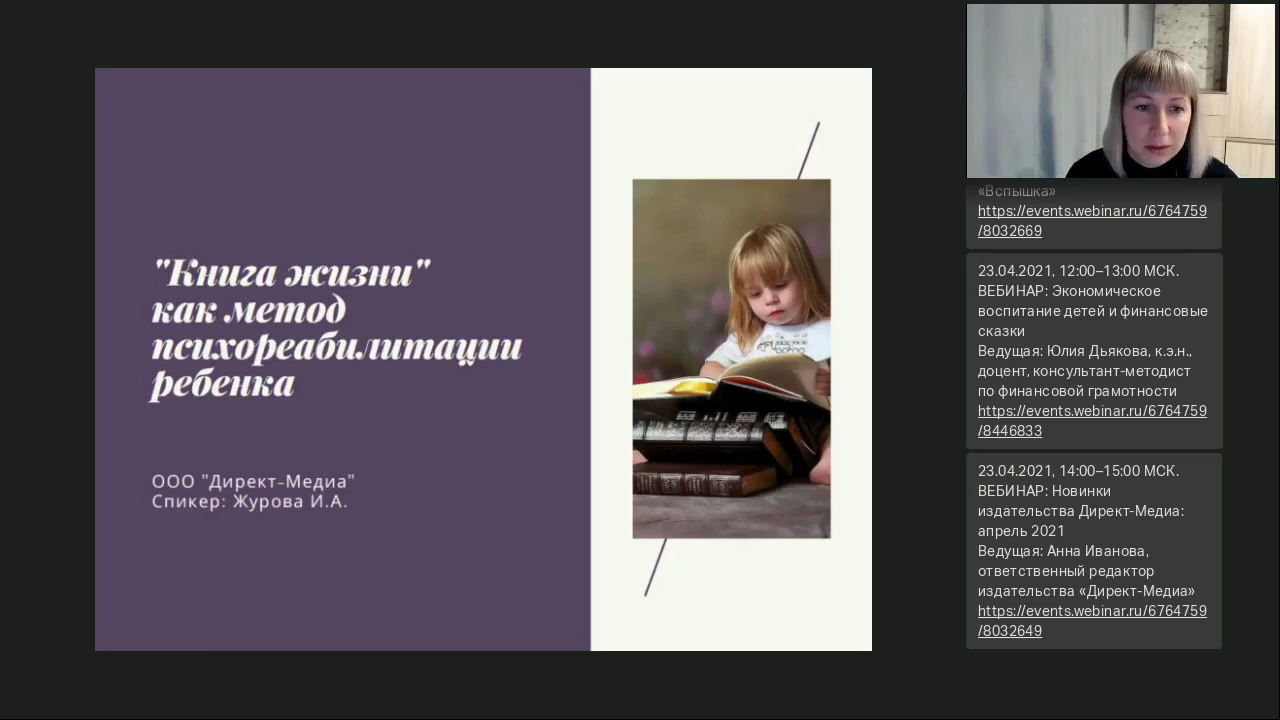 "Книга жизни"
как метод
психореабилитации
ребенка
ООО "Директ-Медиа"
Спикер: Журова И.А.
«Вспышка»
https://events.webinar.ru/6764759
/8032669
23.04.2021, 12:00–13:00 МСК.
ВЕБИНАР: Экономическое
воспитание детей и финансовые
сказки
Ведущая: Юлия Дьякова, к.э.н.,
доцент, консультант-методист
по финансовой грамотности
https://events.webinar.ru/6764759
/8446833
23.04.2021, 14:00–15:00 МСК.
ВЕБИНАР: Новинки
издательства Директ-Медиа:
апрель 2021
Ведущая: Анна Иванова,
ответственный редактор
издательства «Директ-Медиа»
https://events.webinar.ru/6764759
/8032649